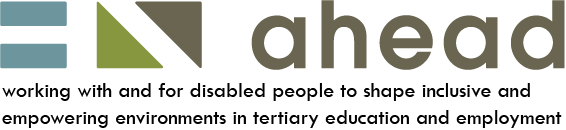 ahead
working with and for disabled people to shape inclusive and
empowering environments in tertiary education and employment